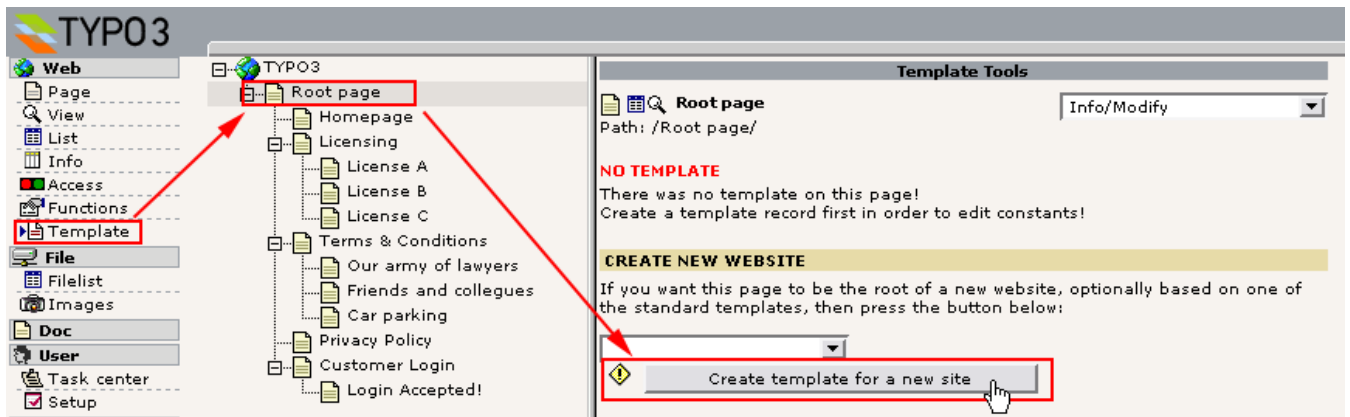 TYPO3
Web
Page
View
List
Info
Access
Functions
Template
File
Filelist
Images
Doc
User
Task center
Setup
TYPO3
Root page
Homepage
Licensing
License A
License B
License C
Terms & Conditions
Our army of lawyers
Friends and collegues
Car parking
Privacy Policy
Customer Login
Login Accepted!
Template Tools
Root page
Info/Modify
Path: /Root page/
NO TEMPLATE
There was no template on this page!
Create a template record first in order to edit constants!
CREATE NEW WEBSITE
If you want this page to be the root of a new website, optionally based on one of
the standard templates, then press the button below:
Create template for a new site